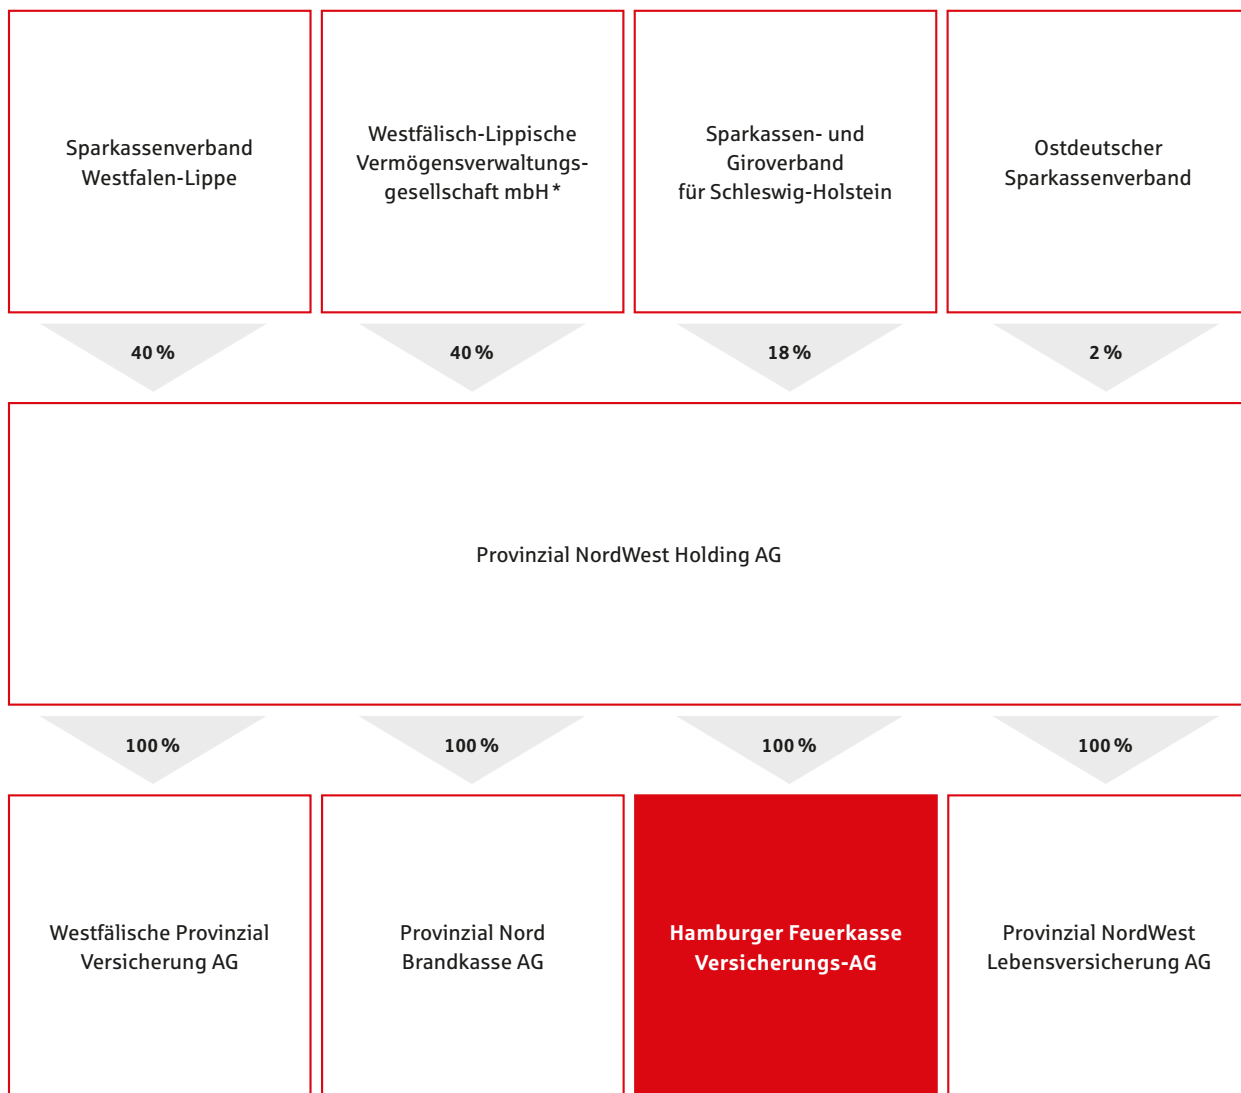 Sparkassenverband
Westfalen-Lippe
Westfälisch-Lippische
Vermögensverwaltungs-
gesellschaft mbH*
Sparkassen- und
Giroverband
für Schleswig-Holstein
Ostdeutscher
Sparkassenverband
40 %
40 %
18 %
2 %
Provinzial NordWest Holding AG
100 %
100 %
100 %
100 %
Westfälische Provinzial
Versicherung AG
Provinzial Nord
Brandkasse AG
Hamburger Feuerkasse
Versicherungs-AG
Provinzial NordWest
Lebensversicherung AG